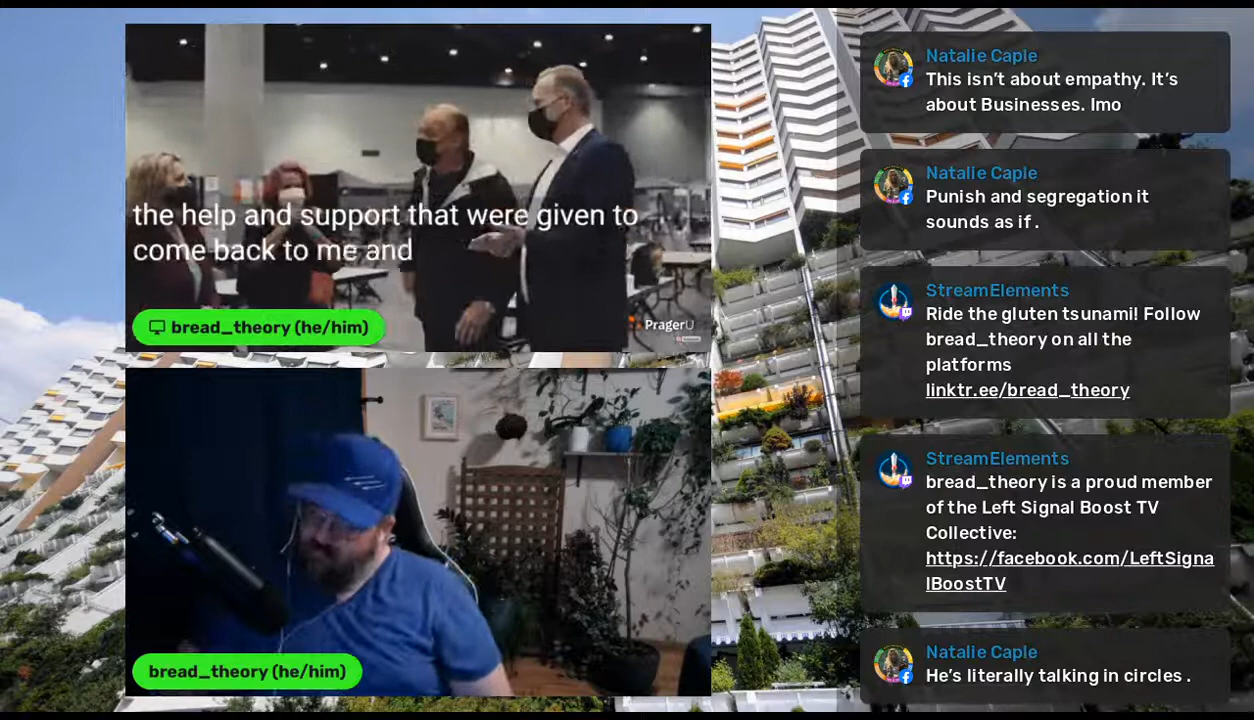 the help and support that were given to
come back to me and
bread_theory (he/him)
PragerU
bread_theory (he/him)
Natalie Caple
This isn’t about empathy. It’s
about Businesses. Imo
Natalie Caple
Punish and segregation it
sounds as if .
StreamElements
Ride the gluten tsunami! Follow
bread_theory on all the
platforms
linktr.ee/bread_theory
StreamElements
bread_theory is a proud member
of the Left Signal Boost TV
Collective:
https://facebook.com/LeftSigna
lBoostTV
Natalie Caple
He’s literally talking in circles .